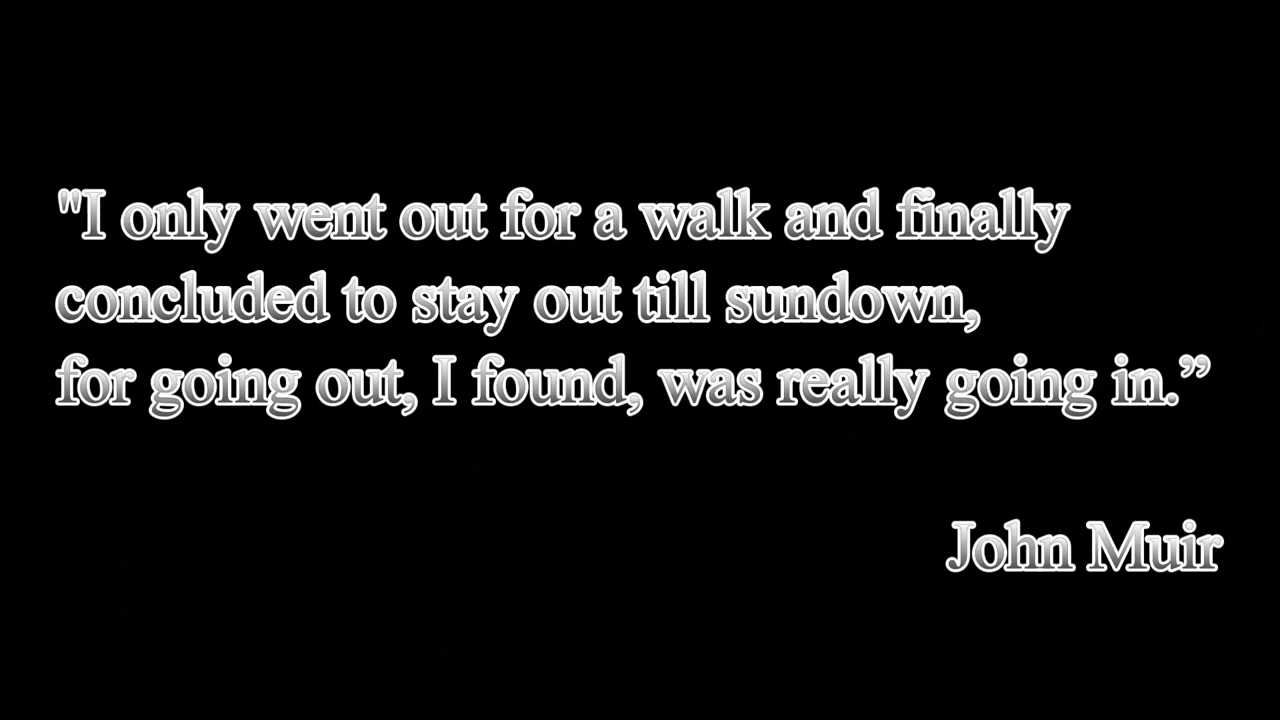 "I only went out for a walk and finally
concluded to stay out till sundown,
for going out, I found, was really going in.”
John Muir